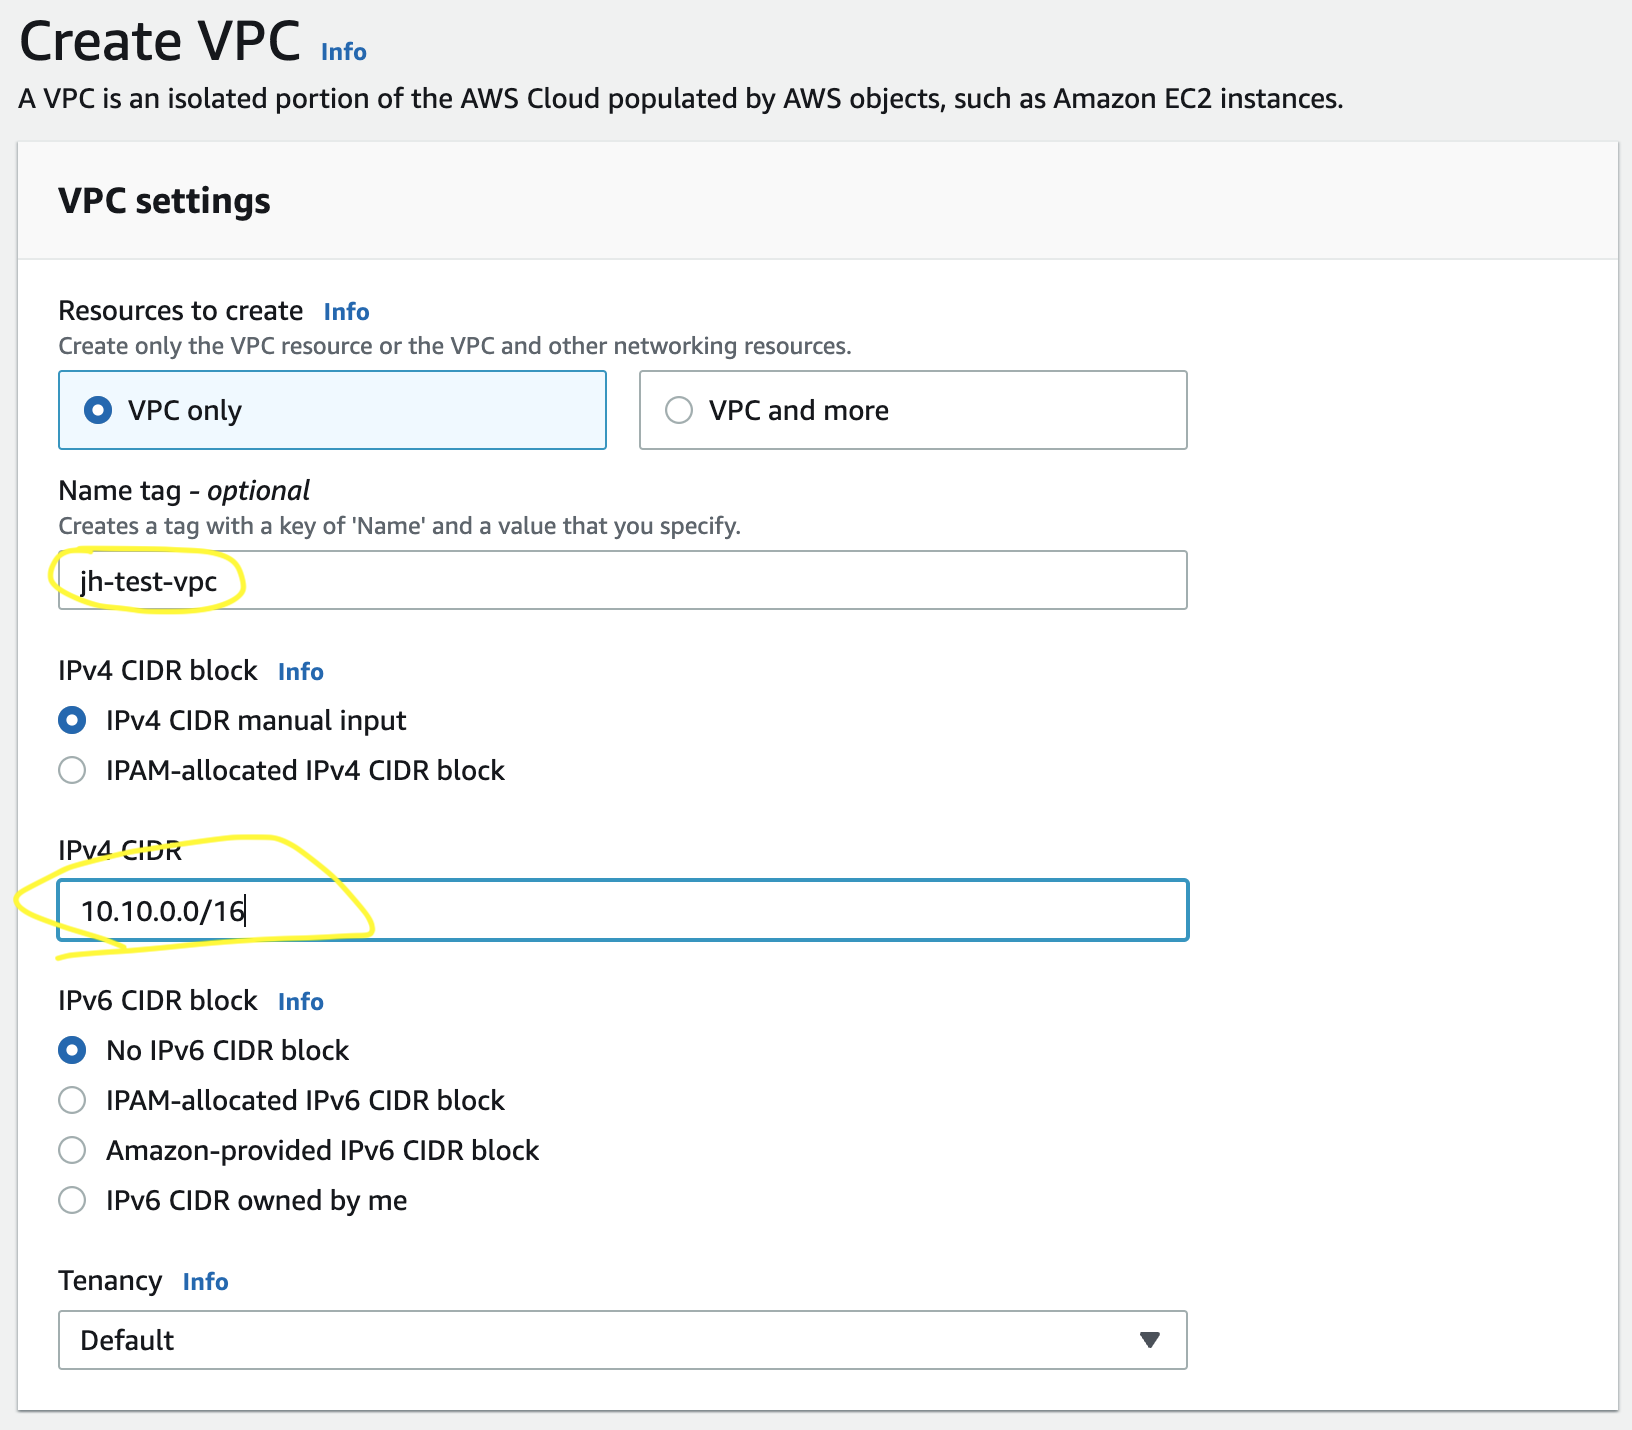 Create VPC Info
A VPC is an isolated portion of the AWS Cloud populated by AWS objects, such as Amazon EC2 instances.
VPC settings
Resources to create Info
Create only the VPC resource or the VPC and other networking resources.
VPC only VPC and more
Name tag - optional
Creates a tag with a key of 'Name' and a value that you specify.
jh-test-vpc
IPv4 CIDR block Info
IPv4 CIDR manual input
IPAM-allocated IPv4 CIDR block
IPv4 CIDR
10.10.0.0/16
IPv6 CIDR block Info
No IPv6 CIDR block
IPAM-allocated IPv6 CIDR block
Amazon-provided IPv6 CIDR block
IPv6 CIDR owned by me
Tenancy Info
Default